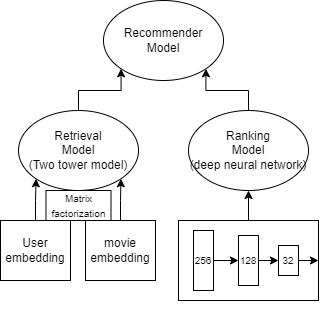 Recommender
Model
Retrieval
Model
(Two tower model)
Ranking
Model
(deep neural network)
Matrix
factorization
User
embedding
movie
embedding
256
128
32